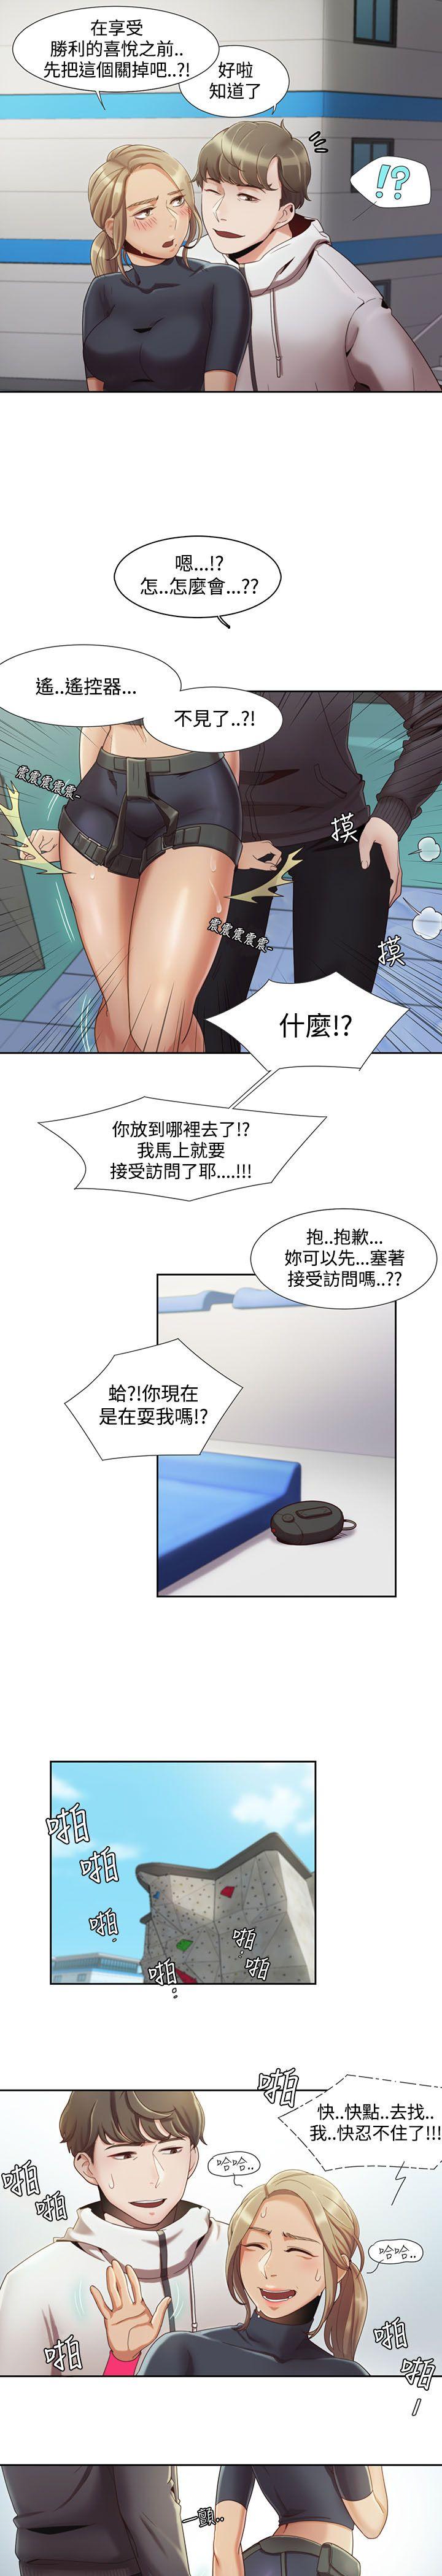 在享受
勝利的喜悅之前..
先把這個關掉吧..?!
好啦
知道了
!?
嗯...!?
怎..怎麼會...??
遙..遙控器...
不見了..?!
震震震震震~
摸
震震震震震~
摸
什麼!?
你放到哪裡去了!?
我馬上就要
接受訪問了耶....!!!
抱..抱歉...
妳可以先...塞著
接受訪問嗎..??
蛤?!你現在
是在耍我嗎!?
啪
啪
啪
啪
啪
啪
啪
快..快點..去找..
我..快忍不住了!!!
啪
哈哈..
啪
哈哈..
啪
啪
啪
一顫..